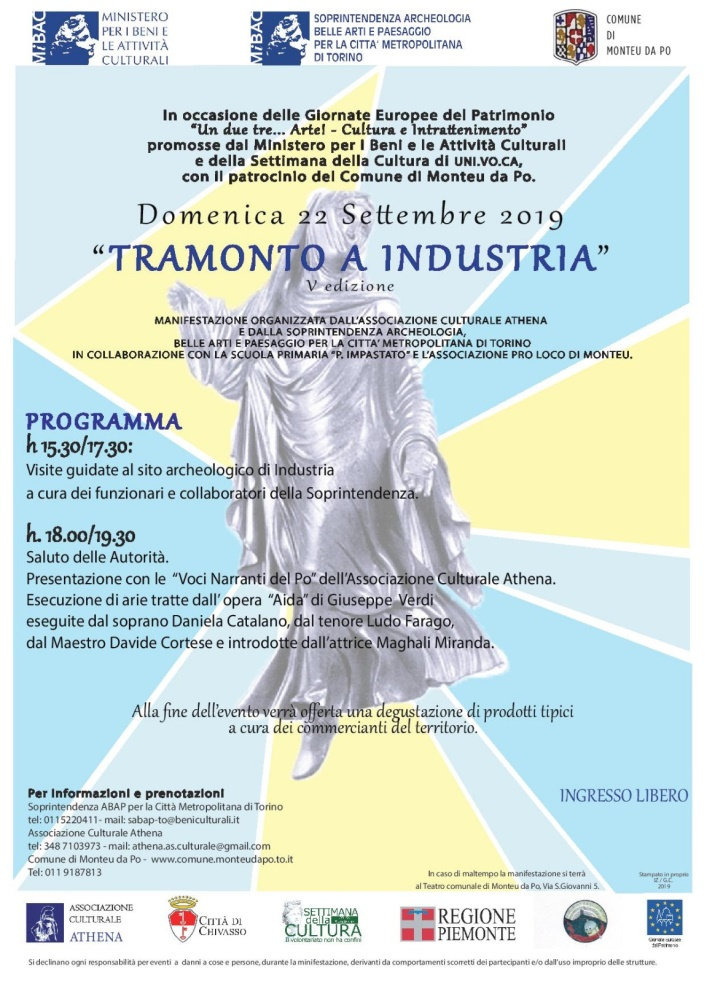 MiBAC
MINISTERO
PER I BENI E
LE ATTIVITÀ
CULTURALI
MiBAC
SOPRINTENDENZA ARCHEOLOGIA
BELLE ARTI E PAESAGGIO
PER LA CITTA' METROPOLITANA
DI TORINO
COMUNE
DI
MONTEU DA PO
In occasione delle Giornate Europee del Patrimonio
“Un due tre... Arte! - Cultura e Intrattenimento”
promosse dal Ministero per i Beni e le Attività Culturali
e della Settimana della Cultura di UNI.VO.CA,
con il patrocinio del Comune di Monteu da Po.
Domenica 22 Settembre 2019
“TRAMONTO A INDUSTRIA”
V edizione
MANIFESTAZIONE ORGANIZZATA DALL'ASSOCIAZIONE CULTURALE ATHENA
E DALLA SOPRINTENDENZA ARCHEOLOGIA,
BELLE ARTI E PAESAGGIO PER LA CITTA' METROPOLITANA DI TORINO
IN COLLABORAZIONE CON LA SCUOLA PRIMARIA “P. IMPASTATO” E L'ASSOCIAZIONE PRO LOCO DI MONTEU.
PROGRAMMA
h 15.30/17.30:
Visite guidate al sito archeologico di Industria
a cura dei funzionari e collaboratori della Soprintendenza.
h. 18.00/19.30
Saluto delle Autorità.
Presentazione con le “Voci Narranti del Po” dell'Associazione Culturale Athena.
Esecuzione di arie tratte dall' opera “Aida” di Giuseppe Verdi
eseguite dal soprano Daniela Catalano, dal tenore Ludo Farago,
dal Maestro Davide Cortese e introdotte dall'attrice Maghali Miranda.
Alla fine dell'evento verrà offerta una degustazione di prodotti tipici
a cura dei commercianti del territorio.
INGRESSO LIBERO
Per informazioni e prenotazioni
Soprintendenza ABAP per la Città Metropolitana di Torino
tel: 0115220411- mail: sabap-to@beniculturali.it
Associazione Culturale Athena
tel: 348 7103973 - mail: athena.as.culturale@gmail.com
Comune di Monteu da Po - www.comune.monteudapo.to.it
Tel: 011 9187813
In caso di maltempo la manifestazione si terrà
al Teatro comunale di Monteu da Po, Via S.Giovanni S.
Stampato in proprio
IZ / G.C.
2019
ASSOCIAZIONE
CULTURALE
ATHENA
CITTÀ DI
CHIVASSO
SETTIMANA
della
CULTURA
Il volontariato non ha confini
REGIONE
PIEMONTE
Giornate europee
del Patrimonio
Si declinano ogni responsabilità per eventi a danni a cose e persone, durante la minifestazione, derivanti da comportamenti scorretti dei partecipanti e/o dall'uso improprio delle strutture.